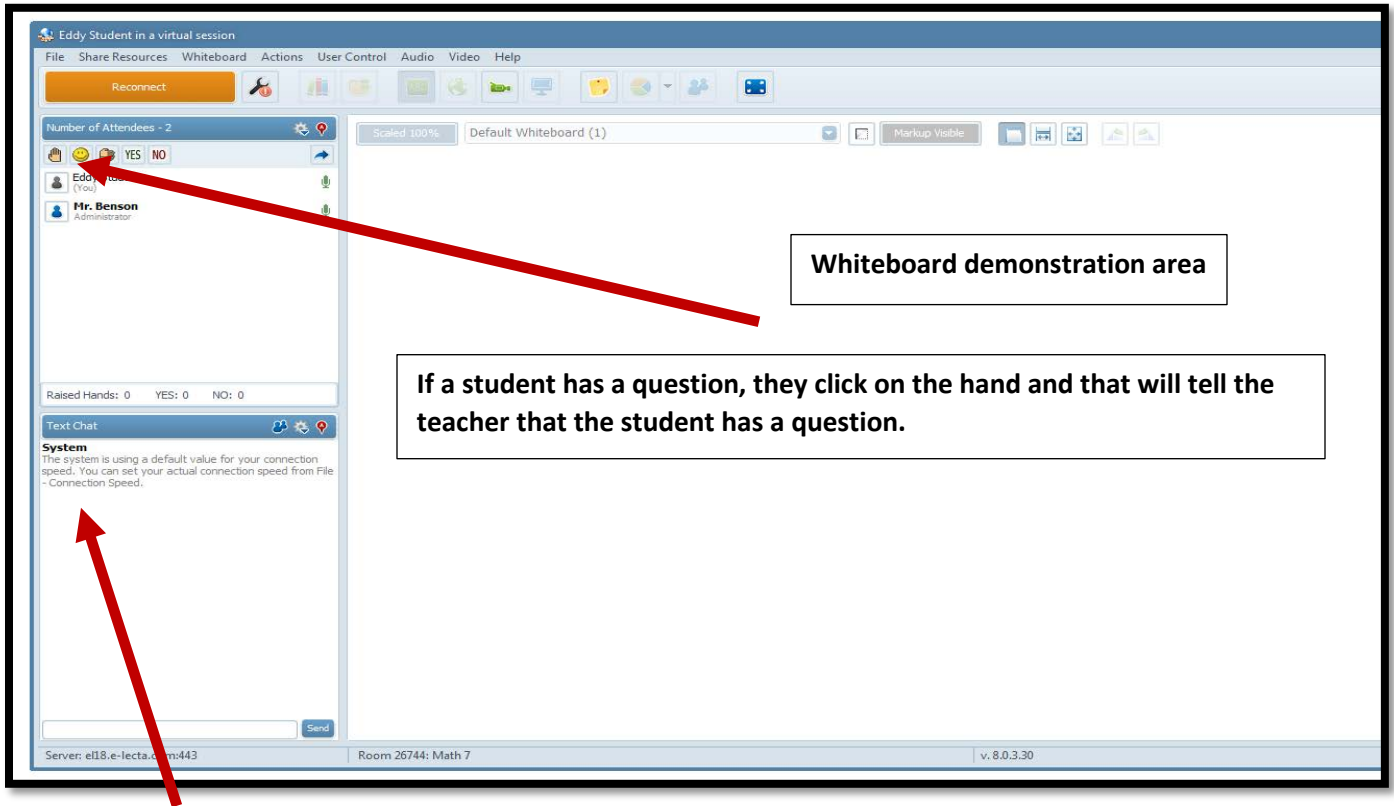 Eddy Student in a virtual session
File Share Resources Whiteboard Actions User Control Audio Video Help
Reconnect
Number of Attendees - 2
Scaled 100% Default Whiteboard (1) Markup Visible
YES NO
Eddy
(You)
Mr. Benson
Administrator
Whiteboard demonstration area
If a student has a question, they click on the hand and that will tell the
teacher that the student has a question.
Raised Hands: 0 YES: 0 NO: 0
Text Chat
System
The system is using a default value for your connection
speed. You can set your actual connection speed from File
- Connection Speed.
Send
Server: Room 26744: Math 7 v. 8.0.3.30